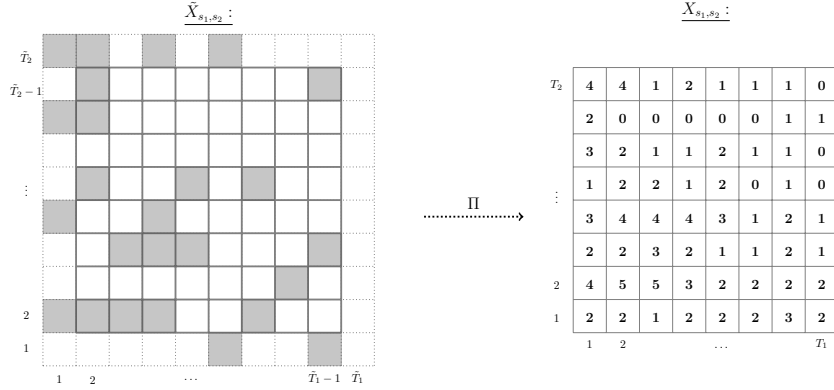 X̃_{s₁,s₂} :
X_{s₁,s₂} :
T̃₂
T̃₂ − 1
⋮
2
1
1 2 ⋯ T̃₁ − 1 T̃₁
Π
T₂
⋮
2
1
4 4 1 2 1 1 1 0
2 0 0 0 0 0 1 1
3 2 1 1 2 1 1 0
1 2 2 1 2 0 1 0
3 4 4 4 3 1 2 1
2 2 3 2 1 1 2 1
4 5 5 3 2 2 2 2
2 2 1 2 2 2 3 2
1 2 ⋯ T₁